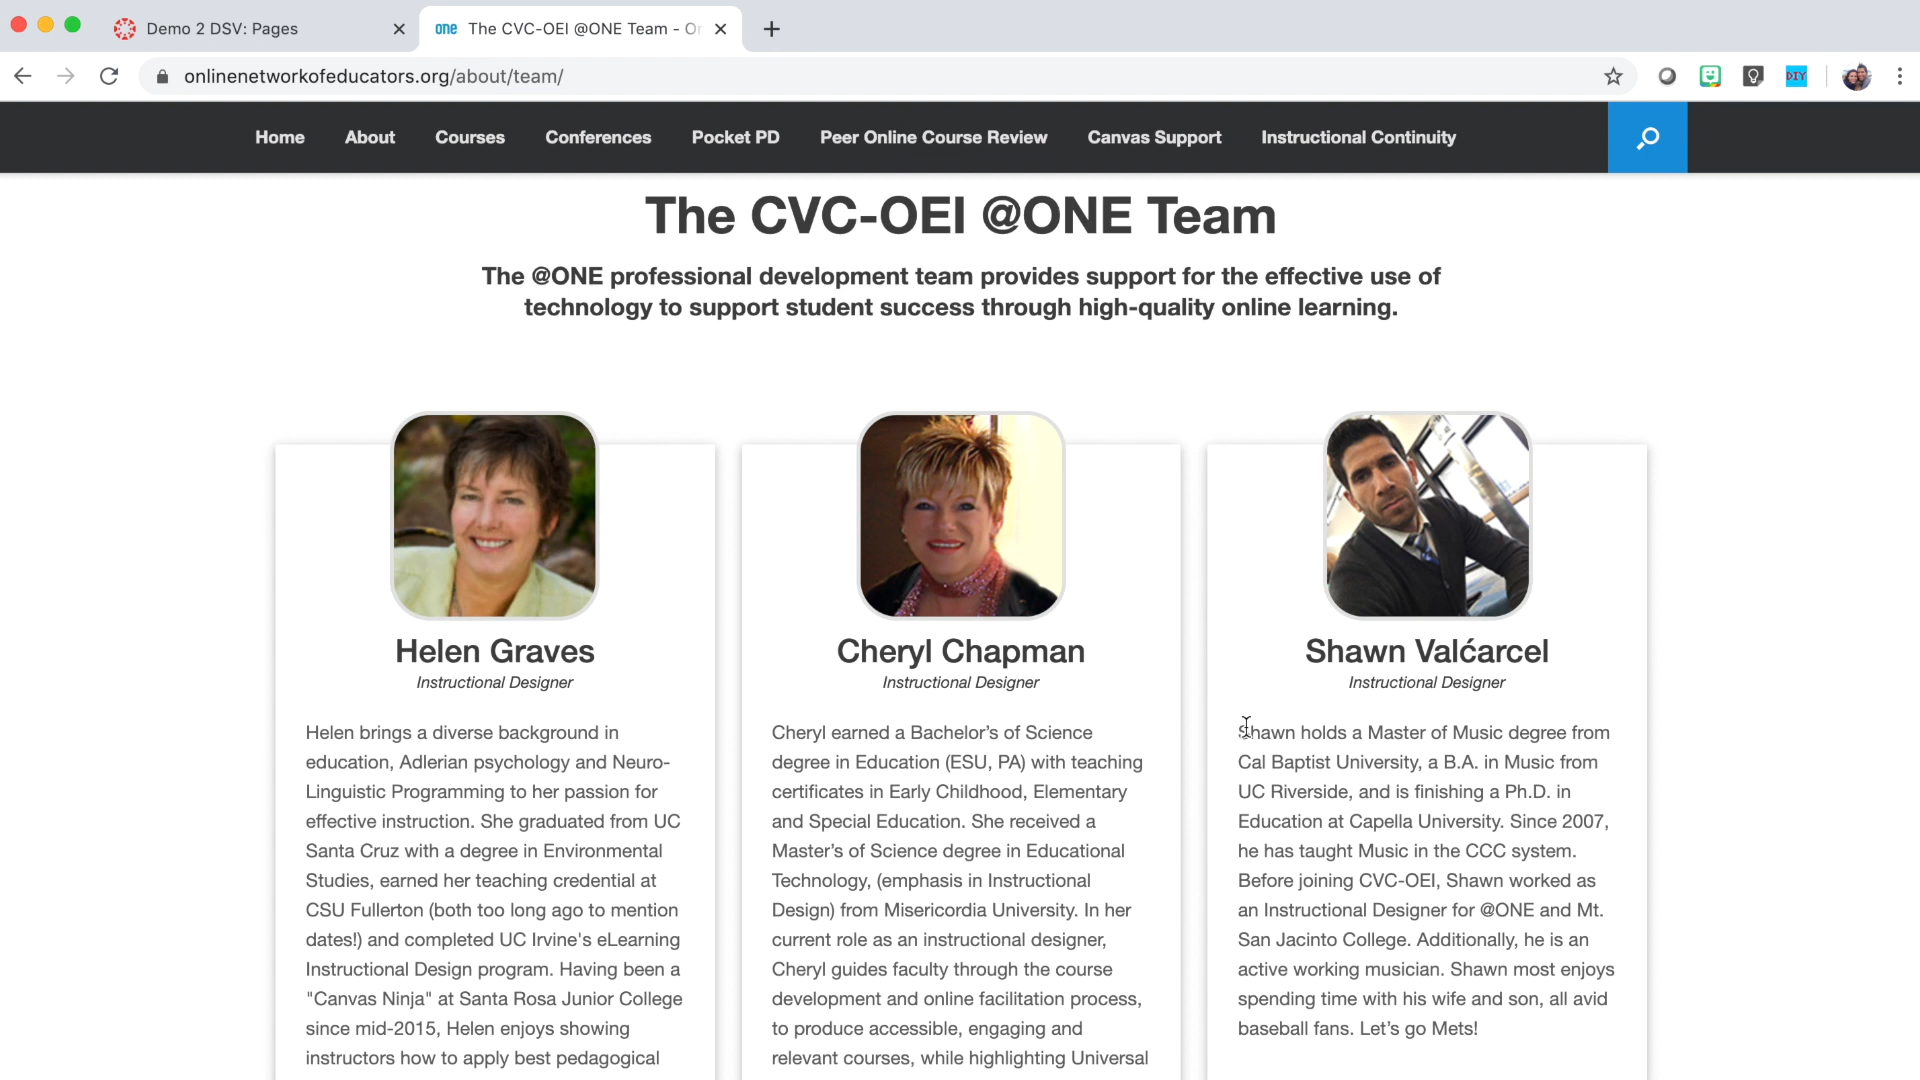 Demo 2 DSV: Pages
one The CVC-OEI @ONE Team - On
onlinenetworkofeducators.org/about/team/
DIY
Home About Courses Conferences Pocket PD Peer Online Course Review Canvas Support Instructional Continuity
The CVC-OEI @ONE Team
The @ONE professional development team provides support for the effective use of
technology to support student success through high-quality online learning.
Helen Graves
Instructional Designer
Helen brings a diverse background in
education, Adlerian psychology and Neuro-
Linguistic Programming to her passion for
effective instruction. She graduated from UC
Santa Cruz with a degree in Environmental
Studies, earned her teaching credential at
CSU Fullerton (both too long ago to mention
dates!) and completed UC Irvine's eLearning
Instructional Design program. Having been a
"Canvas Ninja" at Santa Rosa Junior College
since mid-2015, Helen enjoys showing
instructors how to apply best pedagogical
Cheryl Chapman
Instructional Designer
Cheryl earned a Bachelor’s of Science
degree in Education (ESU, PA) with teaching
certificates in Early Childhood, Elementary
and Special Education. She received a
Master’s of Science degree in Educational
Technology, (emphasis in Instructional
Design) from Misericordia University. In her
current role as an instructional designer,
Cheryl guides faculty through the course
development and online facilitation process,
to produce accessible, engaging and
relevant courses, while highlighting Universal
Shawn Valćarcel
Instructional Designer
Shawn holds a Master of Music degree from
Cal Baptist University, a B.A. in Music from
UC Riverside, and is finishing a Ph.D. in
Education at Capella University. Since 2007,
he has taught Music in the CCC system.
Before joining CVC-OEI, Shawn worked as
an Instructional Designer for @ONE and Mt.
San Jacinto College. Additionally, he is an
active working musician. Shawn most enjoys
spending time with his wife and son, all avid
baseball fans. Let’s go Mets!